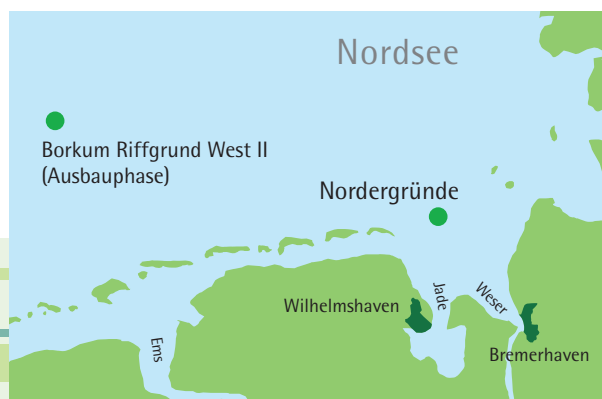 Nordsee
Borkum Riffgrund West II
(Ausbauphase)
Nordergründe
Wilhelmshaven
Jade
Weser
Bremerhaven
Ems